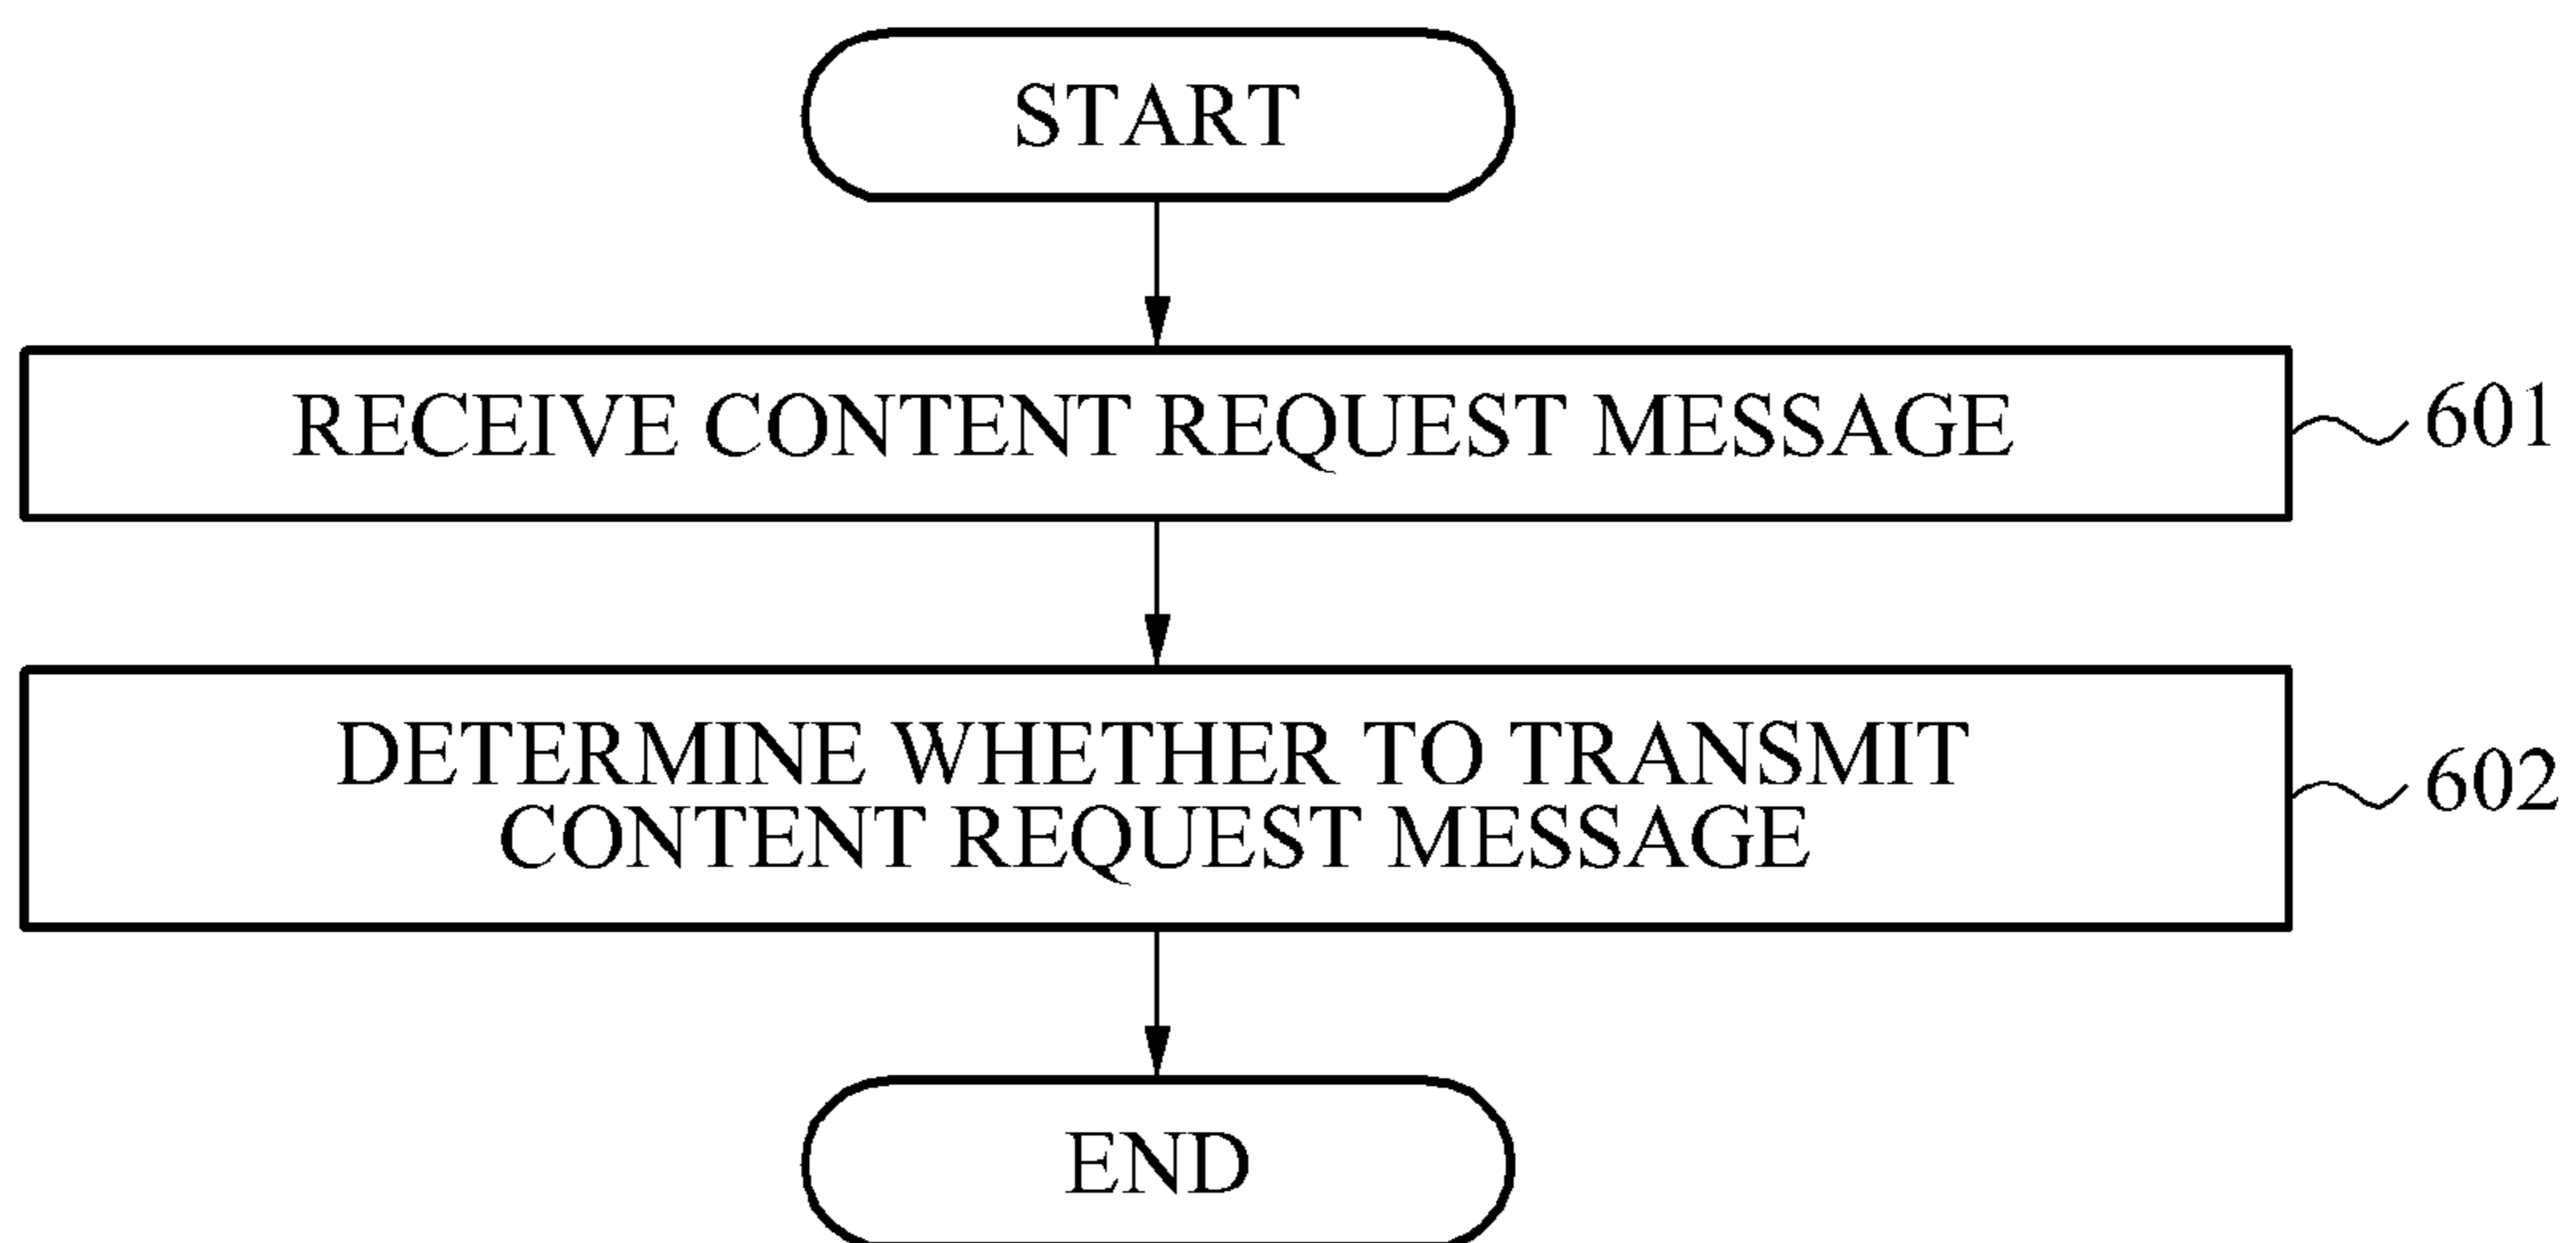 START
RECEIVE CONTENT REQUEST MESSAGE
601
DETERMINE WHETHER TO TRANSMIT
CONTENT REQUEST MESSAGE
602
END